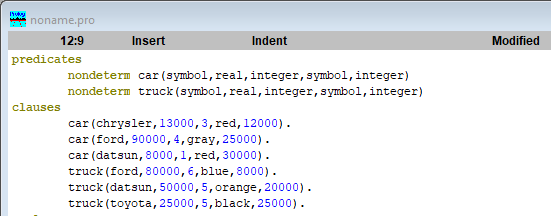 noname.pro
12:9 Insert Indent Modified
predicates
nondeterm car(symbol,real,integer,symbol,integer)
nondeterm truck(symbol,real,integer,symbol,integer)
clauses
car(chrysler,13000,3,red,12000).
car(ford,90000,4,gray,25000).
car(datsun,8000,1,red,30000).
truck(ford,80000,6,blue,8000).
truck(datsun,50000,5,orange,20000).
truck(toyota,25000,5,black,25000).